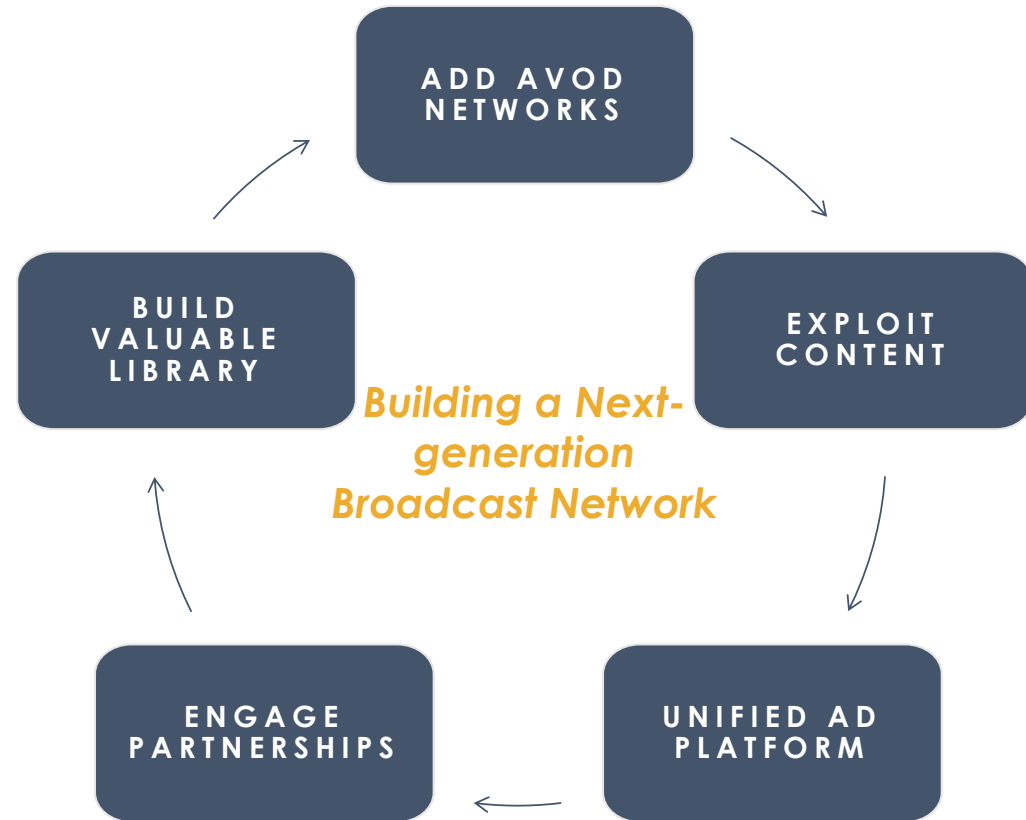 ADD AVOD
NETWORKS
EXPLOIT
CONTENT
UNIFIED AD
PLATFORM
ENGAGE
PARTNERSHIPS
BUILD
VALUABLE
LIBRARY
Building a Next-
generation
Broadcast Network